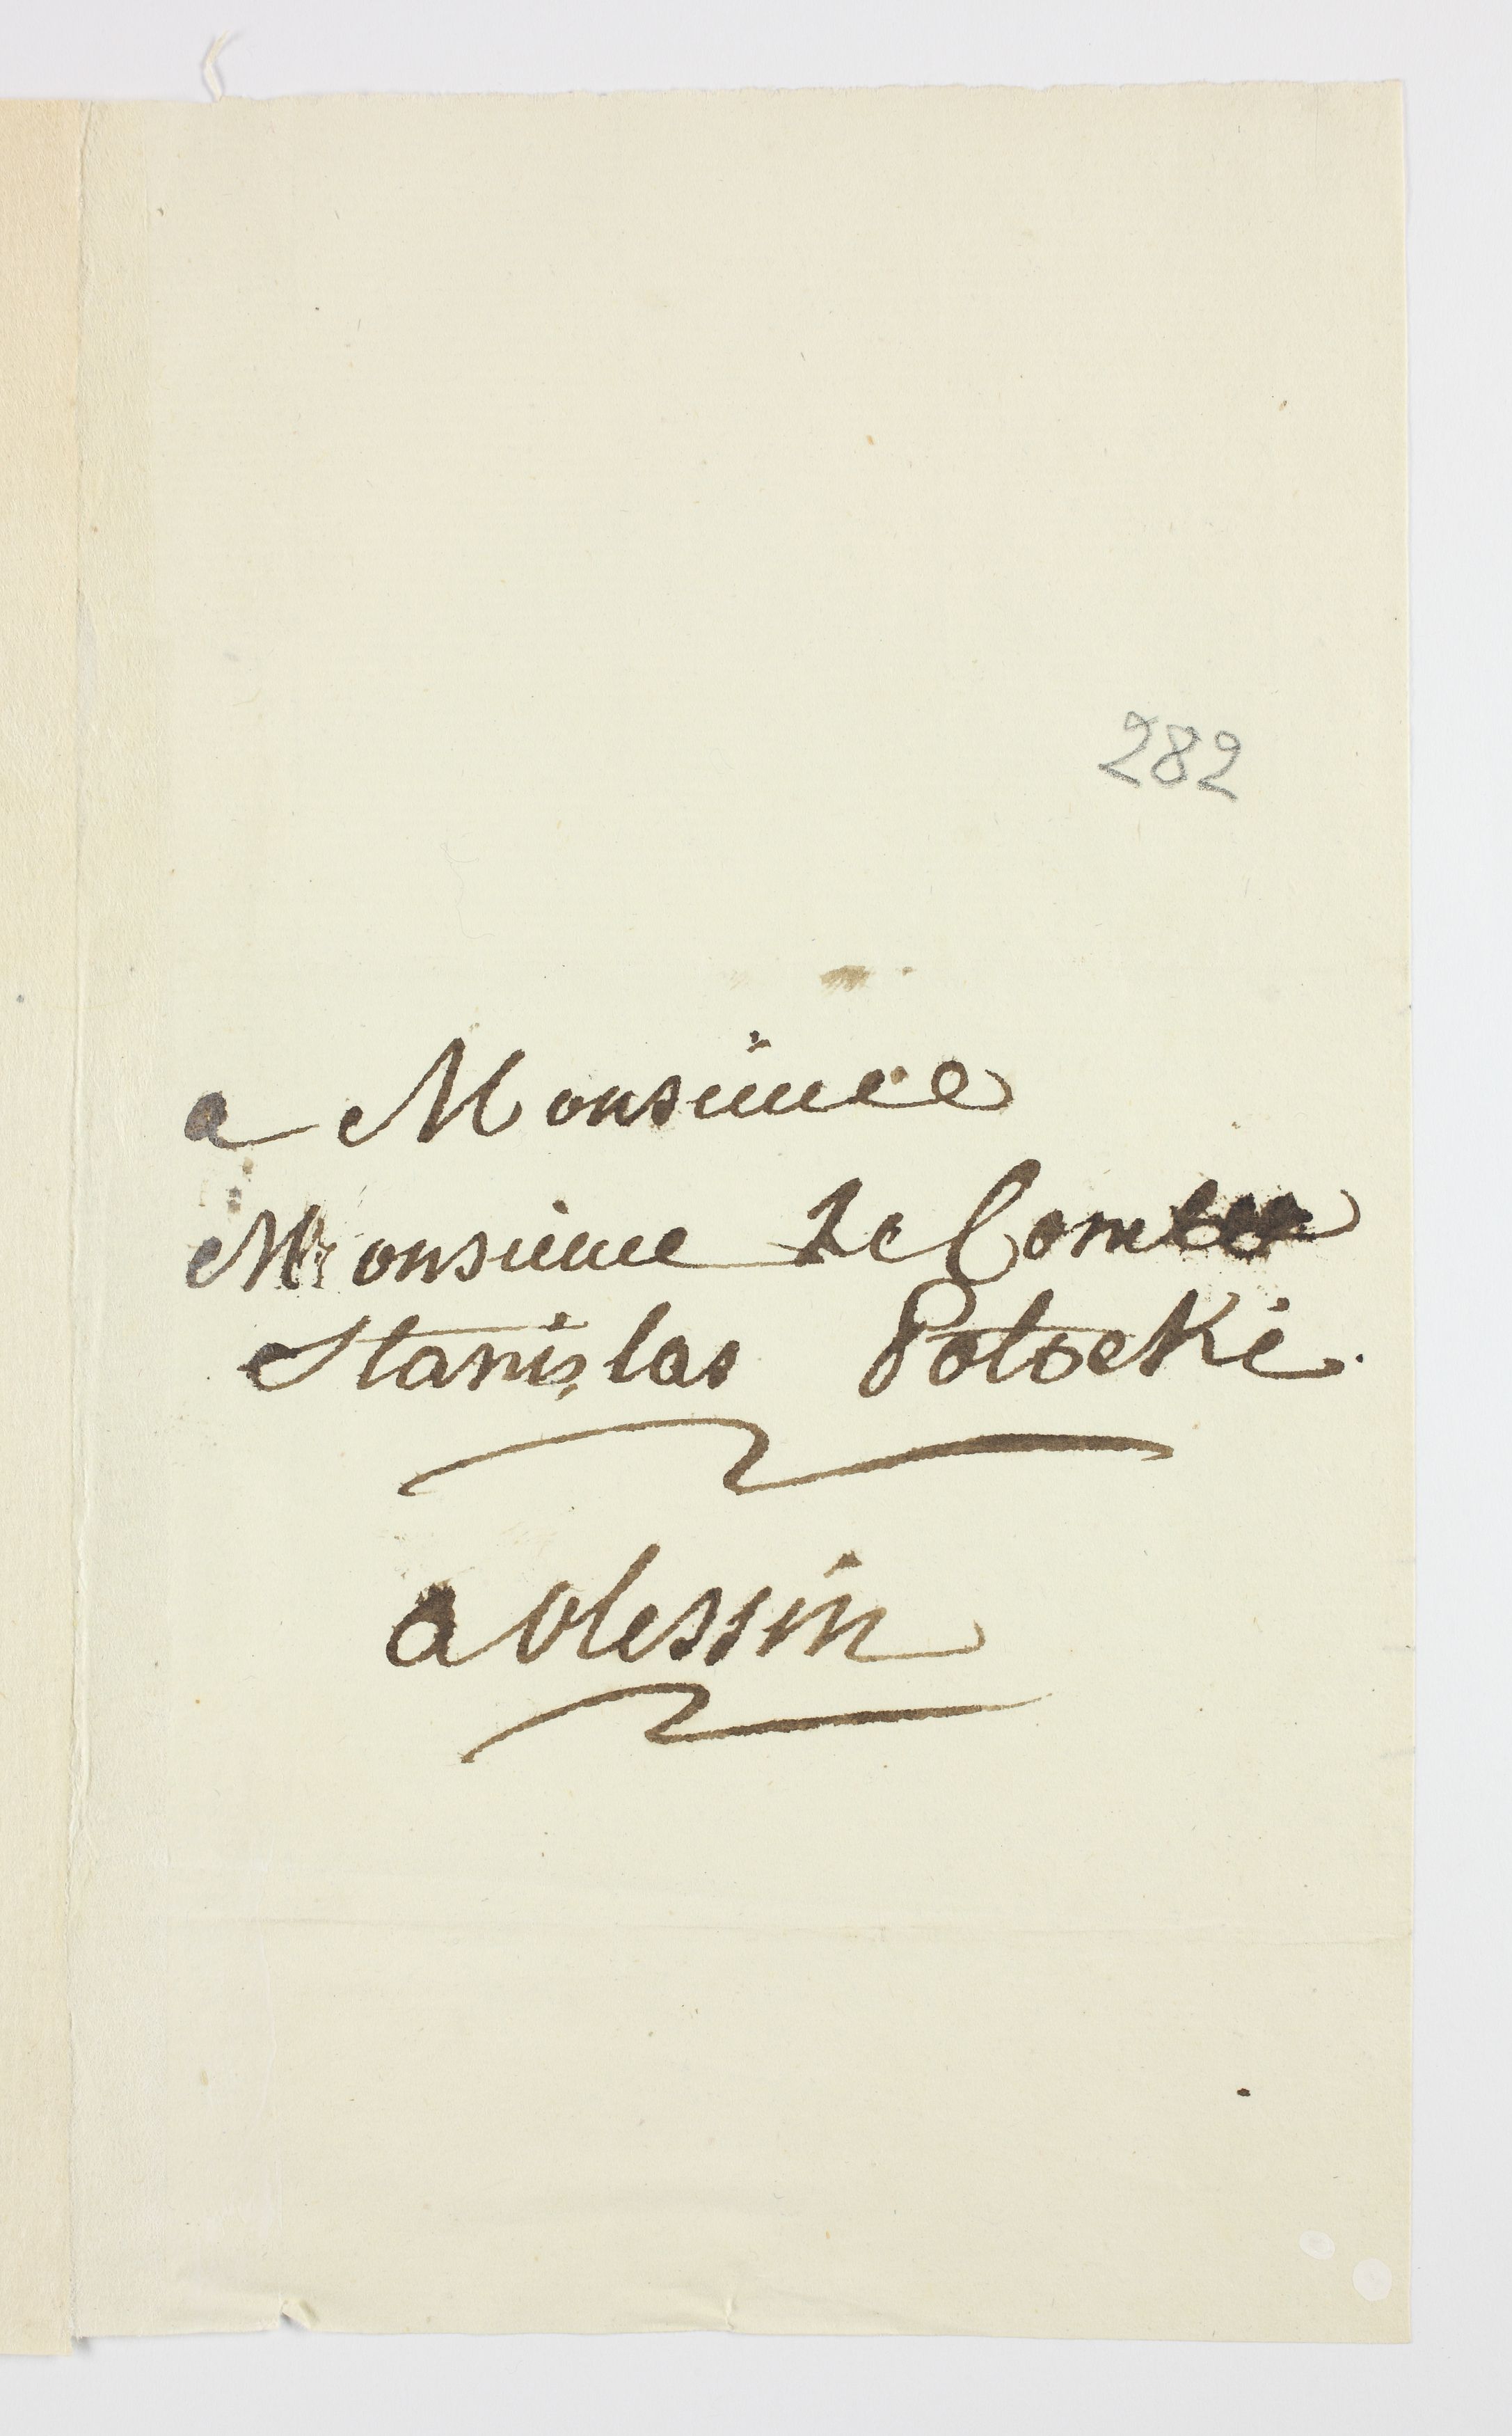 282
a Monsieur
Monsieur le Comte
Stanislas Potocki.
a olessin